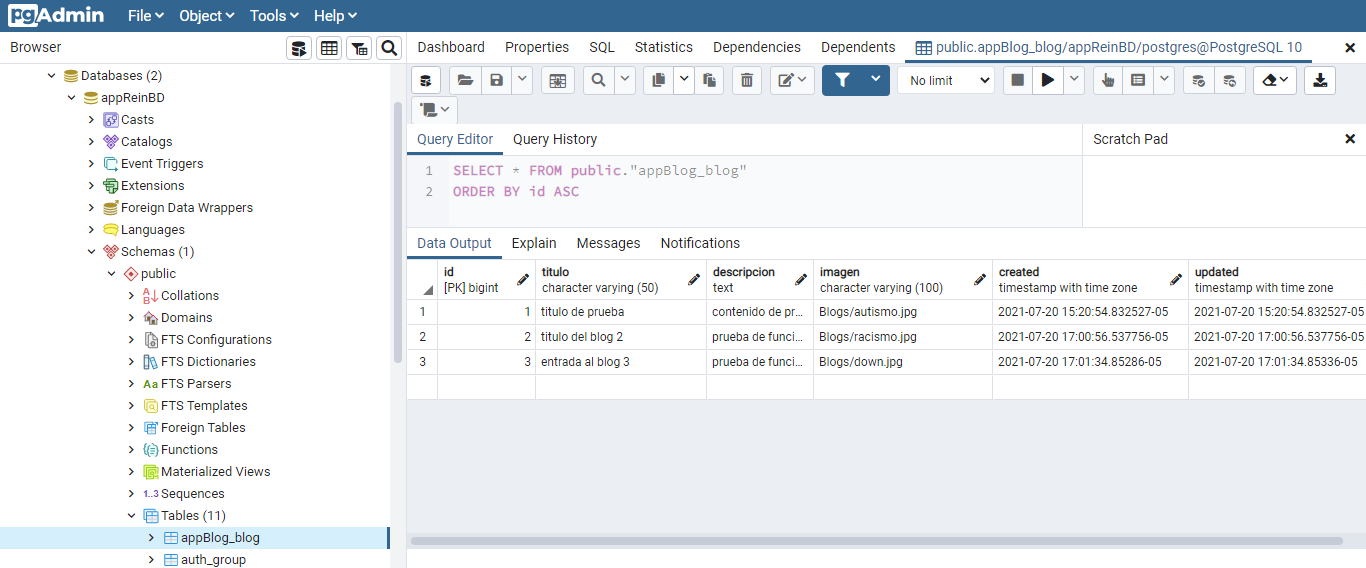 pgAdmin File Object Tools Help
Browser
Dashboard Properties SQL Statistics Dependencies Dependents public.appBlog_blog/appReinBD/postgres@PostgreSQL 10
Databases (2)
appReinBD
Casts
Catalogs
Event Triggers
Extensions
Foreign Data Wrappers
Languages
Schemas (1)
public
Collations
Domains
FTS Configurations
FTS Dictionaries
Aa FTS Parsers
FTS Templates
Foreign Tables
Functions
Materialized Views
1..3 Sequences
Tables (11)
appBlog_blog
auth_group
No limit
Query Editor Query History
Scratch Pad
1 SELECT * FROM public."appBlog_blog"
2 ORDER BY id ASC
Data Output Explain Messages Notifications
id titulo descripcion imagen created updated
[PK] bigint character varying (50) text character varying (100) timestamp with time zone timestamp with time zone
1 1 titulo de prueba contenido de pr... Blogs/autismo.jpg 2021-07-20 15:20:54.832527-05 2021-07-20 15:20:54.832527-05
2 2 titulo del blog 2 prueba de funci... Blogs/racismo.jpg 2021-07-20 17:00:56.537756-05 2021-07-20 17:00:56.537756-05
3 3 entrada al blog 3 prueba de funci... Blogs/down.jpg 2021-07-20 17:01:34.85286-05 2021-07-20 17:01:34.85336-05